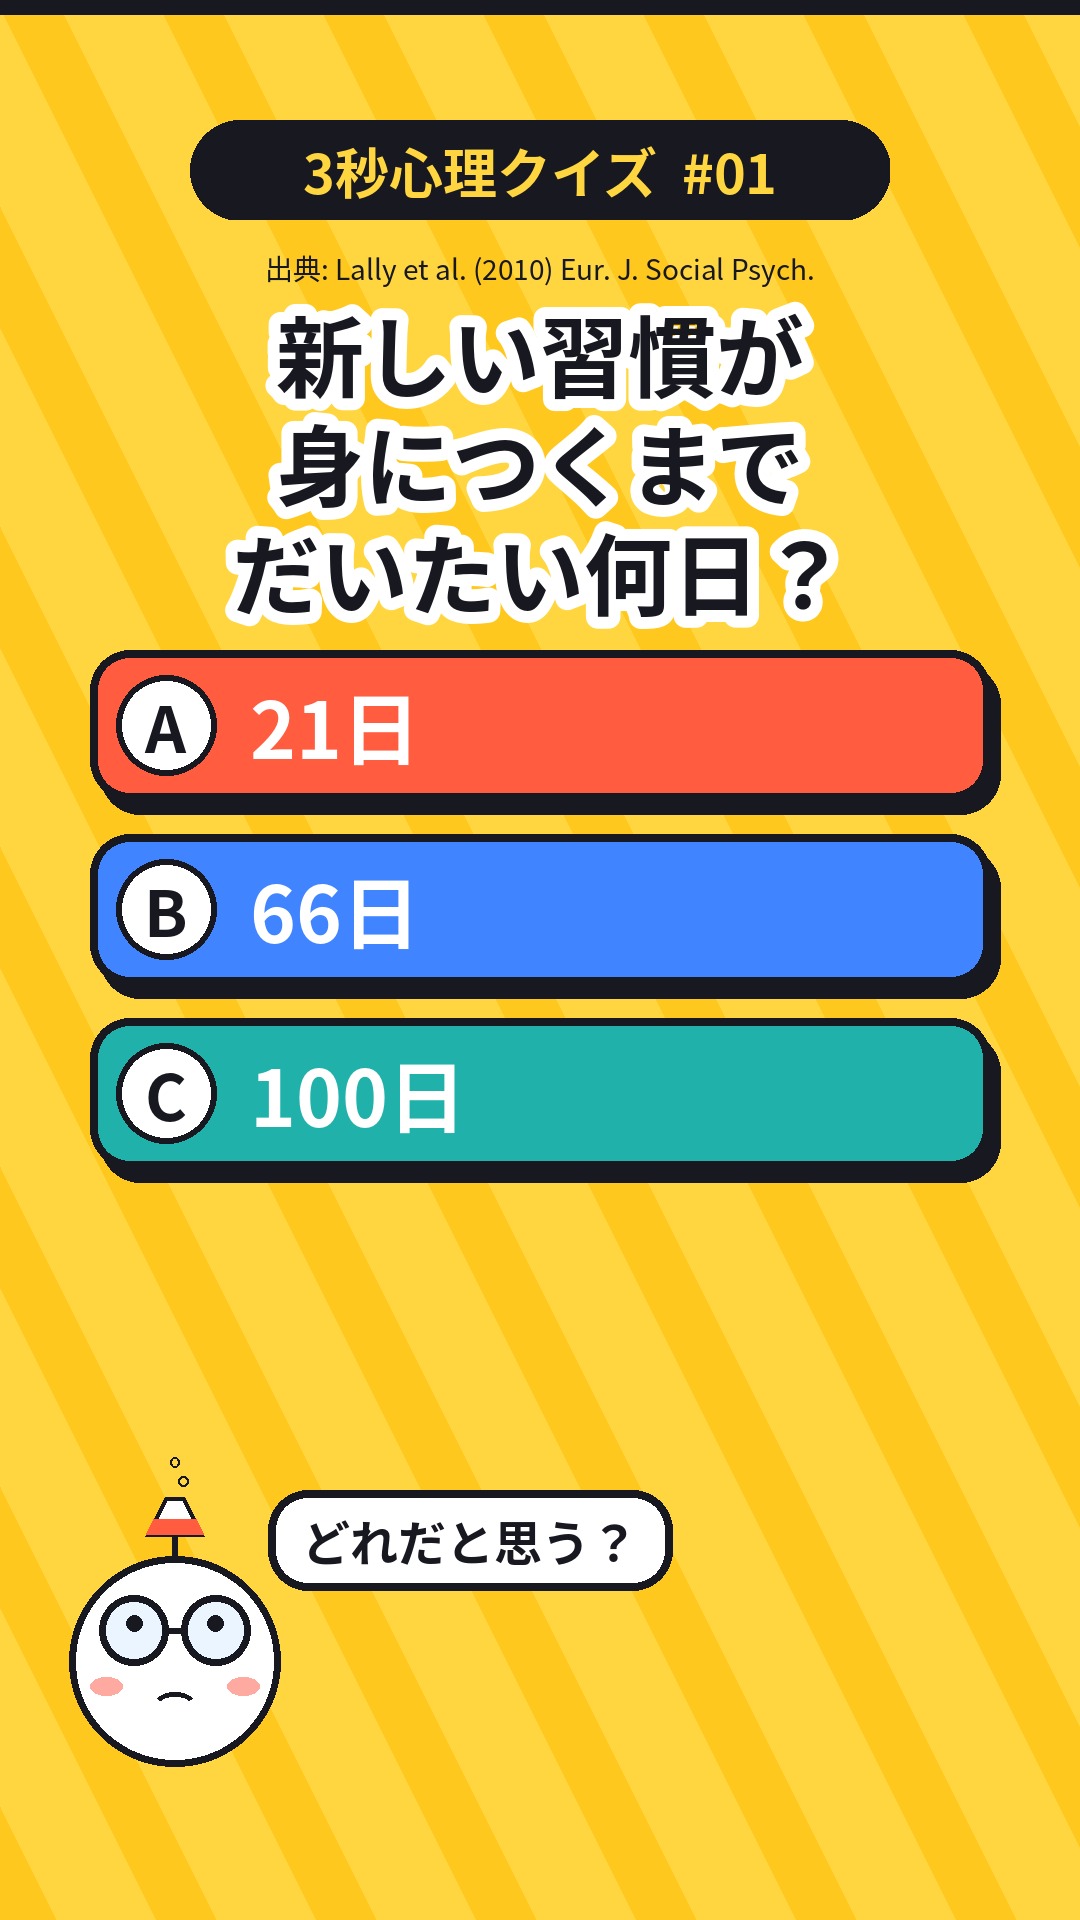 3秒心理クイズ #01
出典: Lally et al. (2010) Eur. J. Social Psych.
新しい習慣が
身につくまで
だいたい何日？
A 21日
B 66日
C 100日
どれだと思う？